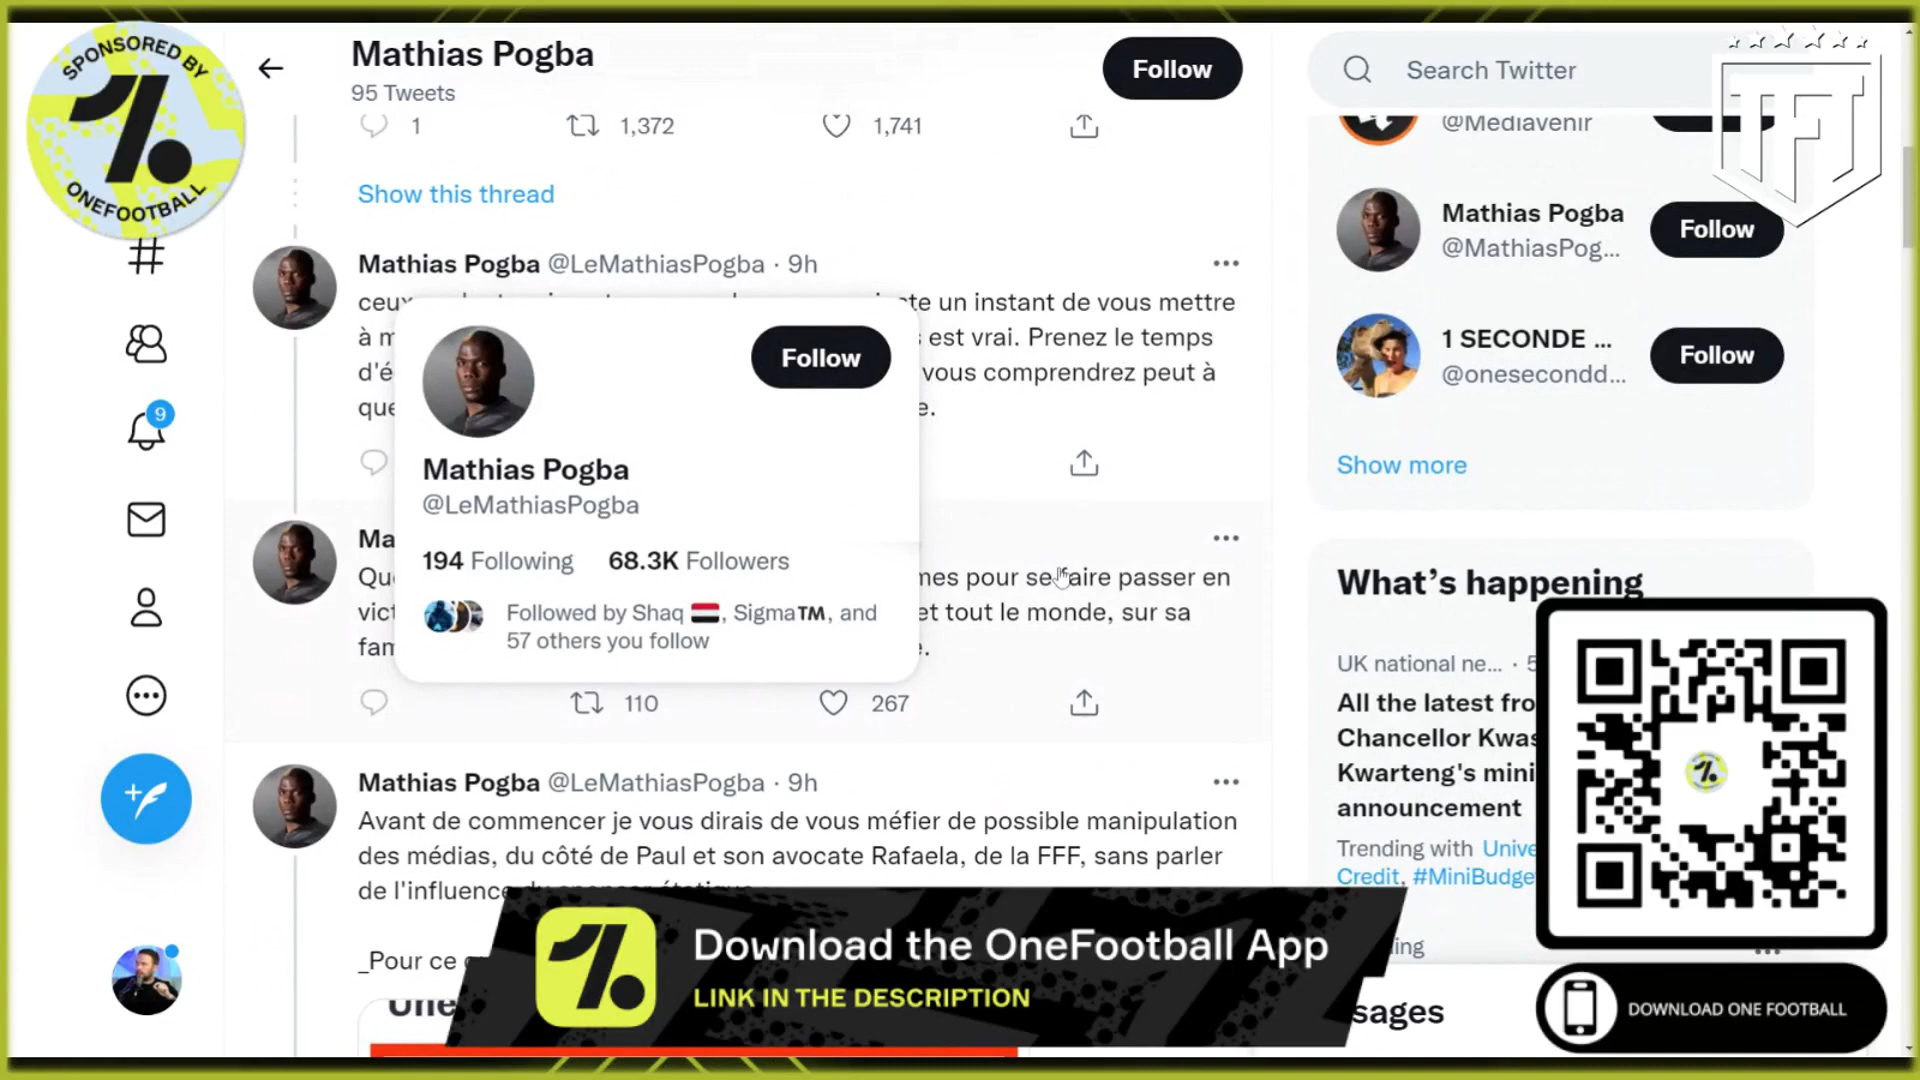 SPONSORED BY
ONEFOOTBALL
Mathias Pogba
95 Tweets
Follow
1
1,372
1,741
Show this thread
Mathias Pogba @LeMathiasPogba · 9h
un instant de vous mettre
à
est vrai. Prenez le temps
vous comprendrez peut à
Follow
Mathias Pogba
@LeMathiasPogba
194 Following 68.3K Followers
Followed by Shaq 🇾🇪, Sigma™, and
57 others you follow
pour se faire passer en
et tout le monde, sur sa
110
267
Mathias Pogba @LeMathiasPogba · 9h
Avant de commencer je vous dirais de vous méfier de possible manipulation
des médias, du côté de Paul et son avocate Rafaela, de la FFF, sans parler
de l'influence
_Pour ce
9
Search Twitter
TFT
@Mediavenir
Mathias Pogba
@MathiasPog...
Follow
1 SECONDE ...
@onesecondd...
Follow
Show more
What's happening
UK national ne... · 5
All the latest
Chancellor
Kwarteng's mini
announcement
Trending with
Credit, #MiniBudge
Download the OneFootball App
LINK IN THE DESCRIPTION
DOWNLOAD ONE FOOTBALL